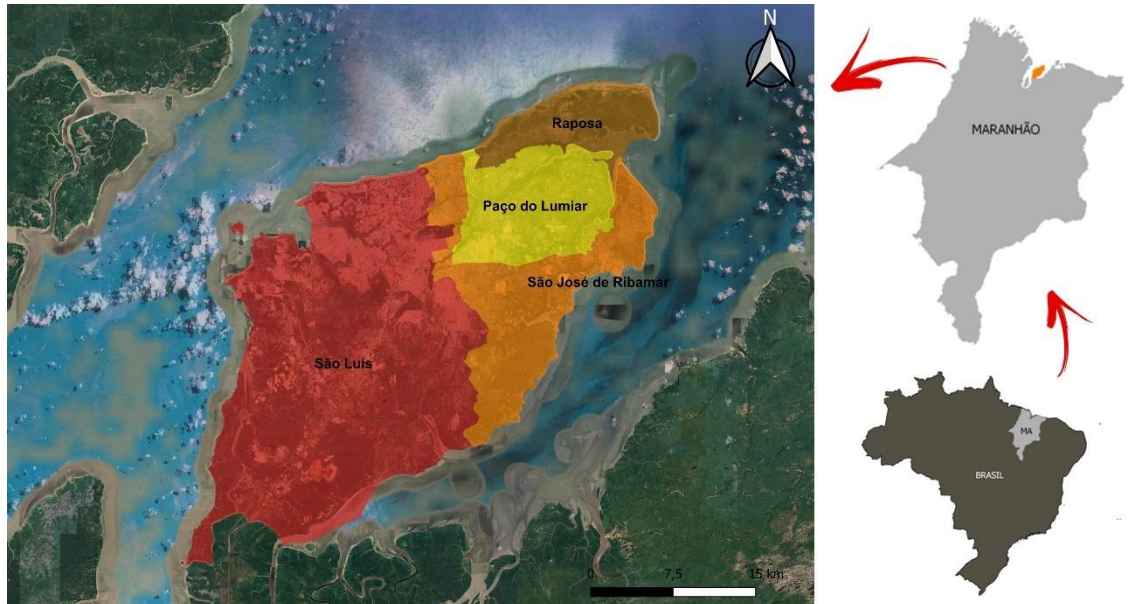 N
Raposa
Paço do Lumiar
São José de Ribamar
São Luís
0 7,5 15 km
MARANHÃO
MA
BRASIL